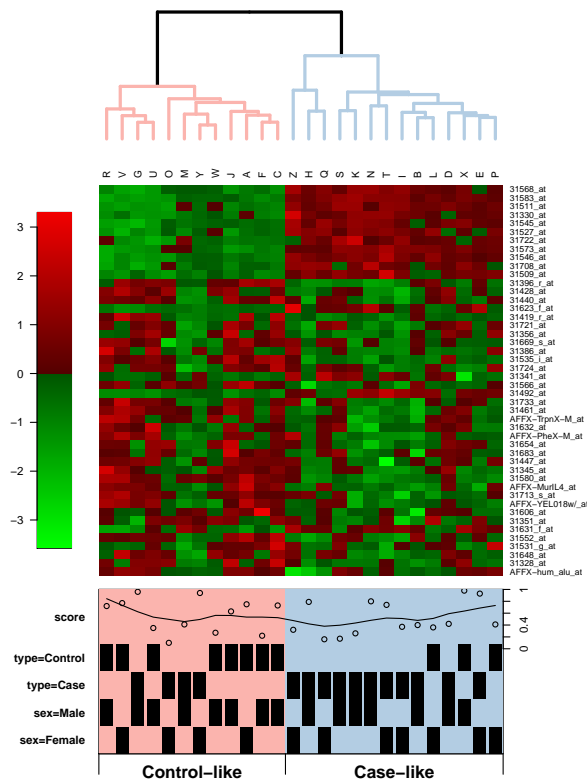 R V G U O M Y W J A F C Z H Q S K N T I B L D X E P
31568_at
31583_at
31511_at
31330_at
31545_at
31527_at
31722_at
31573_at
31546_at
31708_at
31509_at
31396_r_at
31428_at
31440_at
31623_f_at
31419_r_at
31721_at
31356_at
31669_s_at
31386_at
31535_i_at
31724_at
31341_at
31566_at
31492_at
31733_at
31461_at
AFFX-TrpnX-M_at
31632_at
AFFX-PheX-M_at
31654_at
31683_at
31447_at
31345_at
31580_at
AFFX-MurIL4_at
31713_s_at
AFFX-YEL018w/_at
31606_at
31351_at
31631_f_at
31552_at
31531_g_at
31648_at
31328_at
AFFX-hum_alu_at
3
2
1
0
−1
−2
−3
score
0 0.4 1
type=Control
type=Case
sex=Male
sex=Female
Control-like Case-like